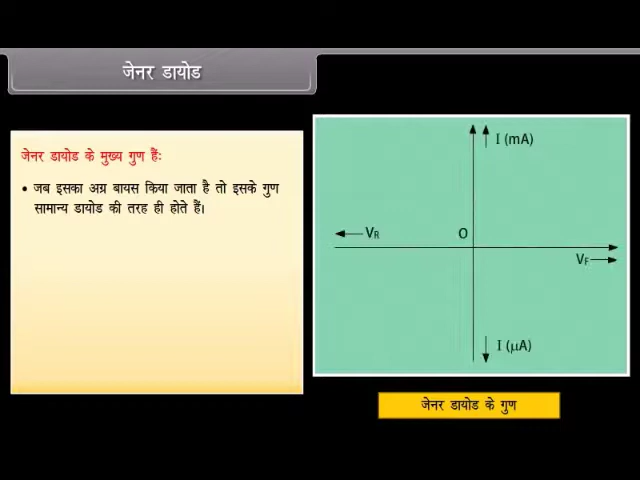 जेनर डायोड
जेनर डायोड के मुख्य गुण हैं:
• जब इसका अग्र बायस किया जाता है तो इसके गुण
सामान्य डायोड की तरह ही होते हैं।
I (mA)
VR
O
VF
I (μA)
जेनर डायोड के गुण